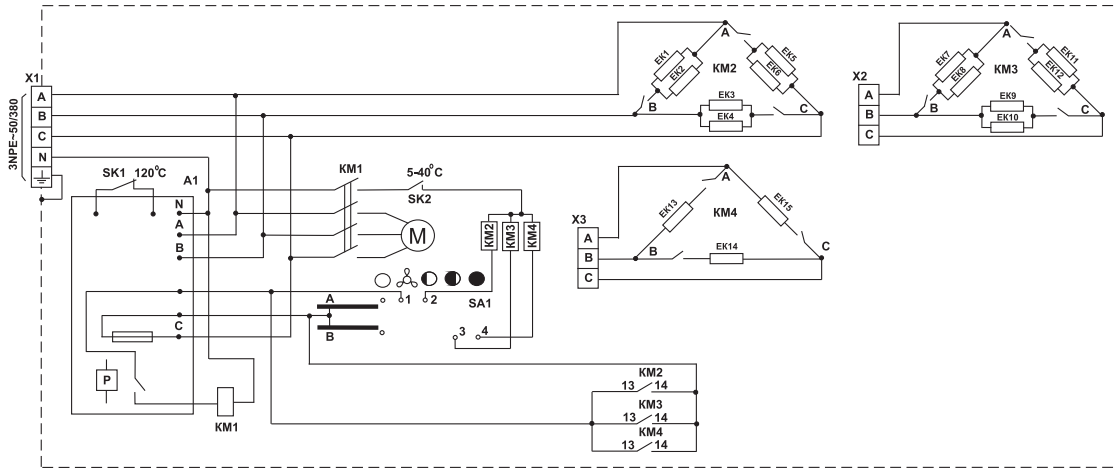 X1
3NPE~50/380
A
B
C
N
A
EK1
EK2
EK5
EK6
KM2
B
EK3
EK4
C
X2
A
B
C
A
EK7
EK8
EK11
EK12
KM3
B
EK9
EK10
C
SK1 120°C
A1
KM1
5-40°C
SK2
N
A
B
M
KM2
KM3
KM4
X3
A
B
C
A
EK13
EK15
KM4
B
EK14
C
A
1
2
SA1
C
B
3
4
P
KM1
KM2
13
14
KM3
13
14
KM4
13
14